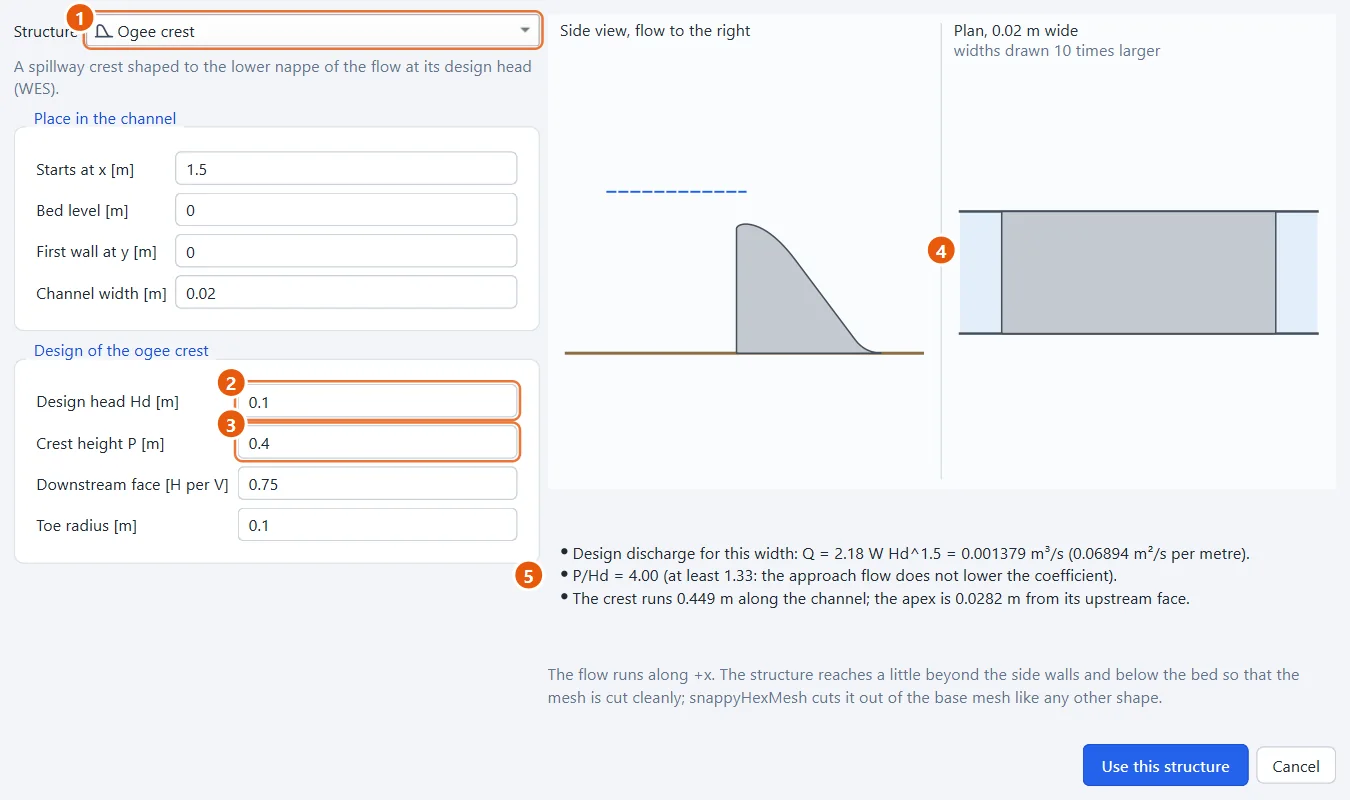 1
Structure
Ogee crest
A spillway crest shaped to the lower nappe of the flow at its design head
(WES).
Place in the channel
Starts at x [m]
1.5
Bed level [m]
0
First wall at y [m]
0
Channel width [m]
0.02
Design of the ogee crest
2
Design head Hd [m]
0.1
3
Crest height P [m]
0.4
Downstream face [H per V]
0.75
Toe radius [m]
0.1
Side view, flow to the right
Plan, 0.02 m wide
widths drawn 10 times larger
4
5
• Design discharge for this width: Q = 2.18 W Hd^1.5 = 0.001379 m³/s (0.06894 m²/s per metre).
• P/Hd = 4.00 (at least 1.33: the approach flow does not lower the coefficient).
• The crest runs 0.449 m along the channel; the apex is 0.0282 m from its upstream face.
The flow runs along +x. The structure reaches a little beyond the side walls and below the bed so that the
mesh is cut cleanly; snappyHexMesh cuts it out of the base mesh like any other shape.
Use this structure
Cancel